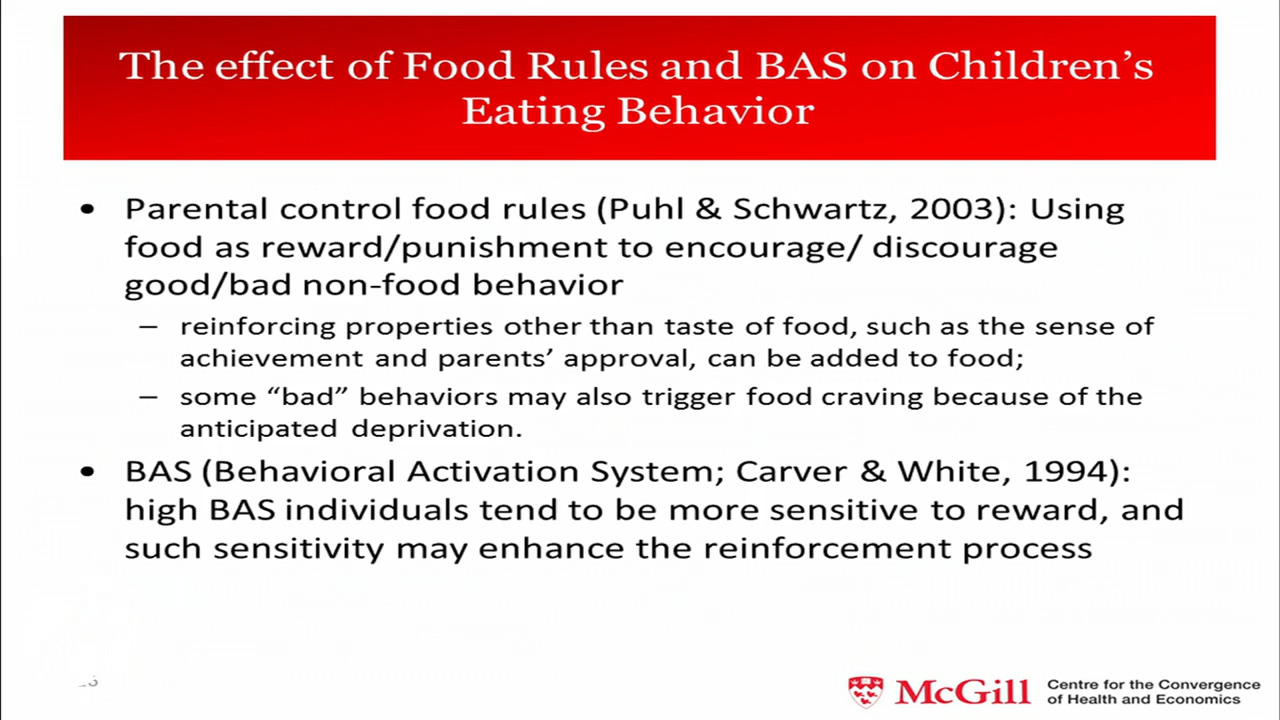 The effect of Food Rules and BAS on Children’s
Eating Behavior
• Parental control food rules (Puhl & Schwartz, 2003): Using
food as reward/punishment to encourage/ discourage
good/bad non-food behavior
– reinforcing properties other than taste of food, such as the sense of
achievement and parents’ approval, can be added to food;
– some “bad” behaviors may also trigger food craving because of the
anticipated deprivation.
• BAS (Behavioral Activation System; Carver & White, 1994):
high BAS individuals tend to be more sensitive to reward, and
such sensitivity may enhance the reinforcement process
McGill
Centre for the Convergence
of Health and Economics